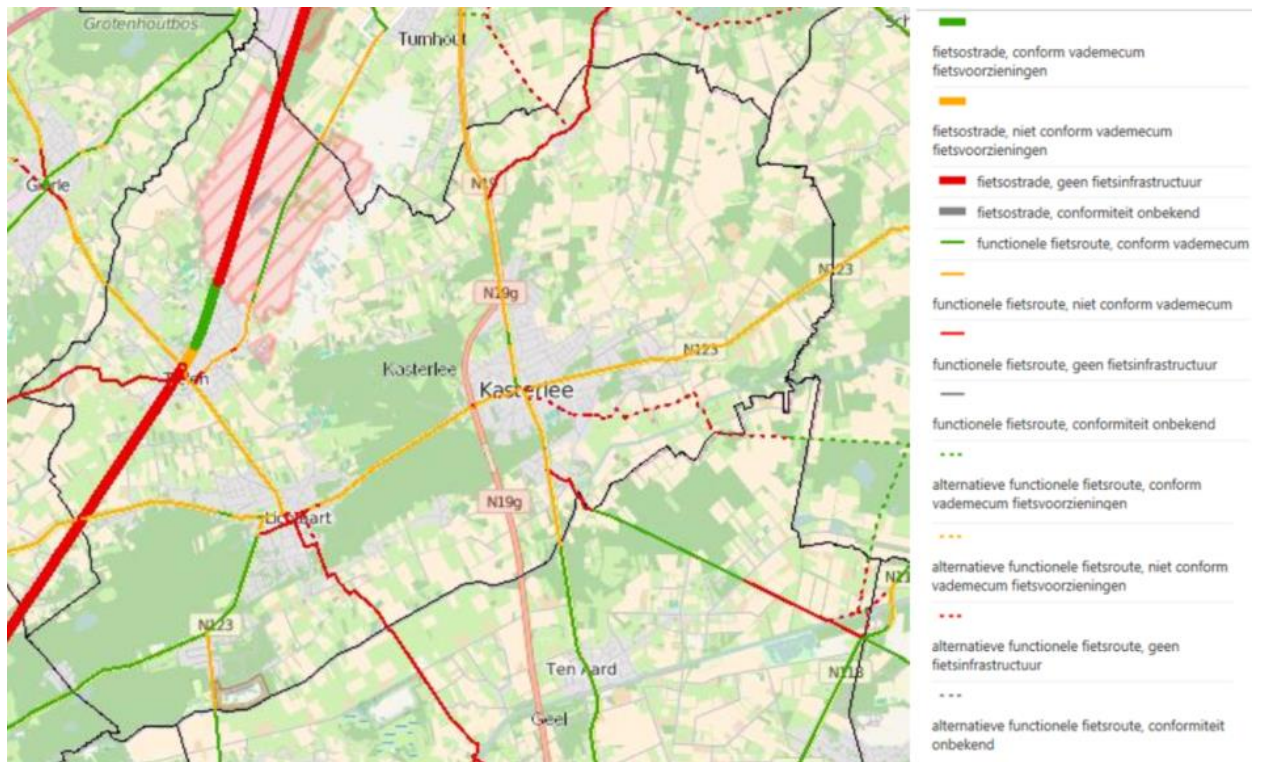 Grotenhoutbos
Turnhout
Sch
Gierle
N19
N123
N19g
N123
Kasterlee
Kasterlee
N19g
Lichtaart
N123
Ten Aard
N118
Geel
fietsostrade, conform vademecum
fietsvoorzieningen
fietsostrade, niet conform vademecum
fietsvoorzieningen
fietsostrade, geen fietsinfrastructuur
fietsostrade, conformiteit onbekend
functionele fietsroute, conform vademecum
functionele fietsroute, niet conform vademecum
functionele fietsroute, geen fietsinfrastructuur
functionele fietsroute, conformiteit onbekend
alternatieve functionele fietsroute, conform
vademecum fietsvoorzieningen
alternatieve functionele fietsroute, niet conform
vademecum fietsvoorzieningen
alternatieve functionele fietsroute, geen
fietsinfrastructuur
alternatieve functionele fietsroute, conformiteit
onbekend